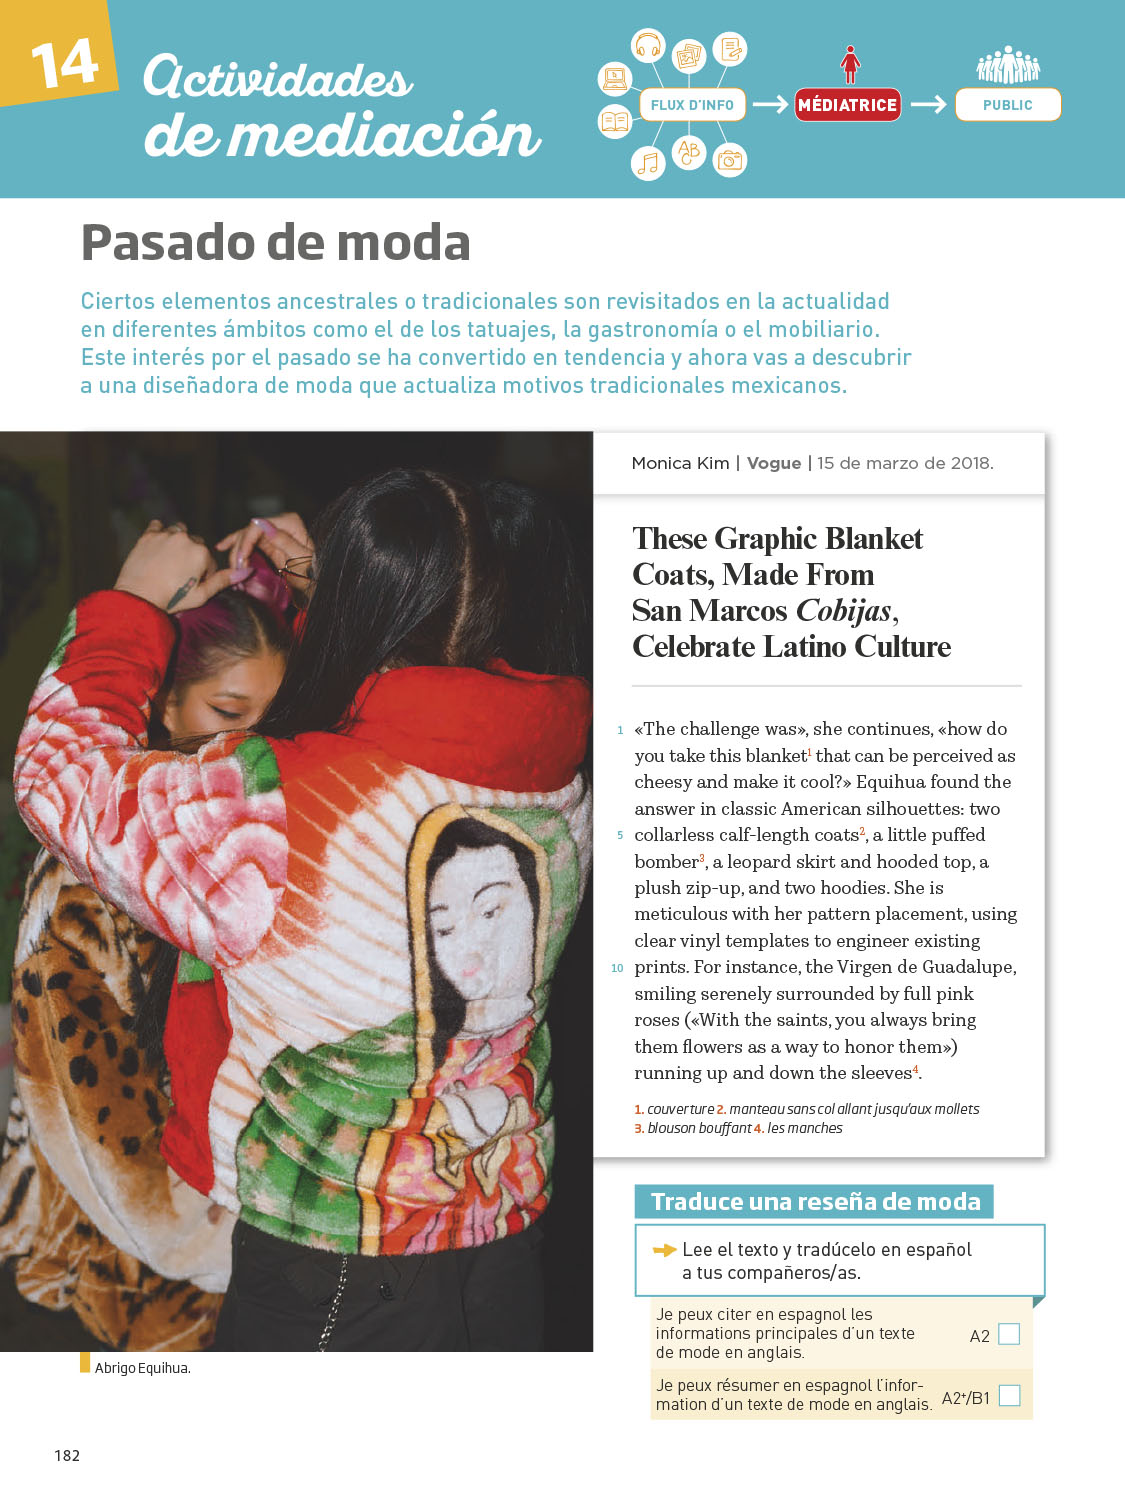 14
Actividades
de mediación
FLUX D'INFO
AB
C
MÉDIATRICE
PUBLIC
Pasado de moda
Ciertos elementos ancestrales o tradicionales son revisitados en la actualidad
en diferentes ámbitos como el de los tatuajes, la gastronomía o el mobiliario.
Este interés por el pasado se ha convertido en tendencia y ahora vas a descubrir
a una diseñadora de moda que actualiza motivos tradicionales mexicanos.
Monica Kim | Vogue | 15 de marzo de 2018.
These Graphic Blanket
Coats, Made From
San Marcos Cobijas,
Celebrate Latino Culture
1 «The challenge was», she continues, «how do
you take this blanket1 that can be perceived as
cheesy and make it cool?» Equihua found the
answer in classic American silhouettes: two
5 collarless calf-length coats2, a little puffed
bomber3, a leopard skirt and hooded top, a
plush zip-up, and two hoodies. She is
meticulous with her pattern placement, using
clear vinyl templates to engineer existing
10 prints. For instance, the Virgen de Guadalupe,
smiling serenely surrounded by full pink
roses («With the saints, you always bring
them flowers as a way to honor them»)
running up and down the sleeves4.
1. couverture 2. manteau sans col allant jusqu'aux mollets
3. blouson bouffant 4. les manches
Traduce una reseña de moda
Lee el texto y tradúcelo en español
a tus compañeros/as.
Je peux citer en espagnol les
informations principales d'un texte
de mode en anglais. A2
Je peux résumer en espagnol l'infor-
mation d'un texte de mode en anglais. A2+/B1
Abrigo Equihua.
182